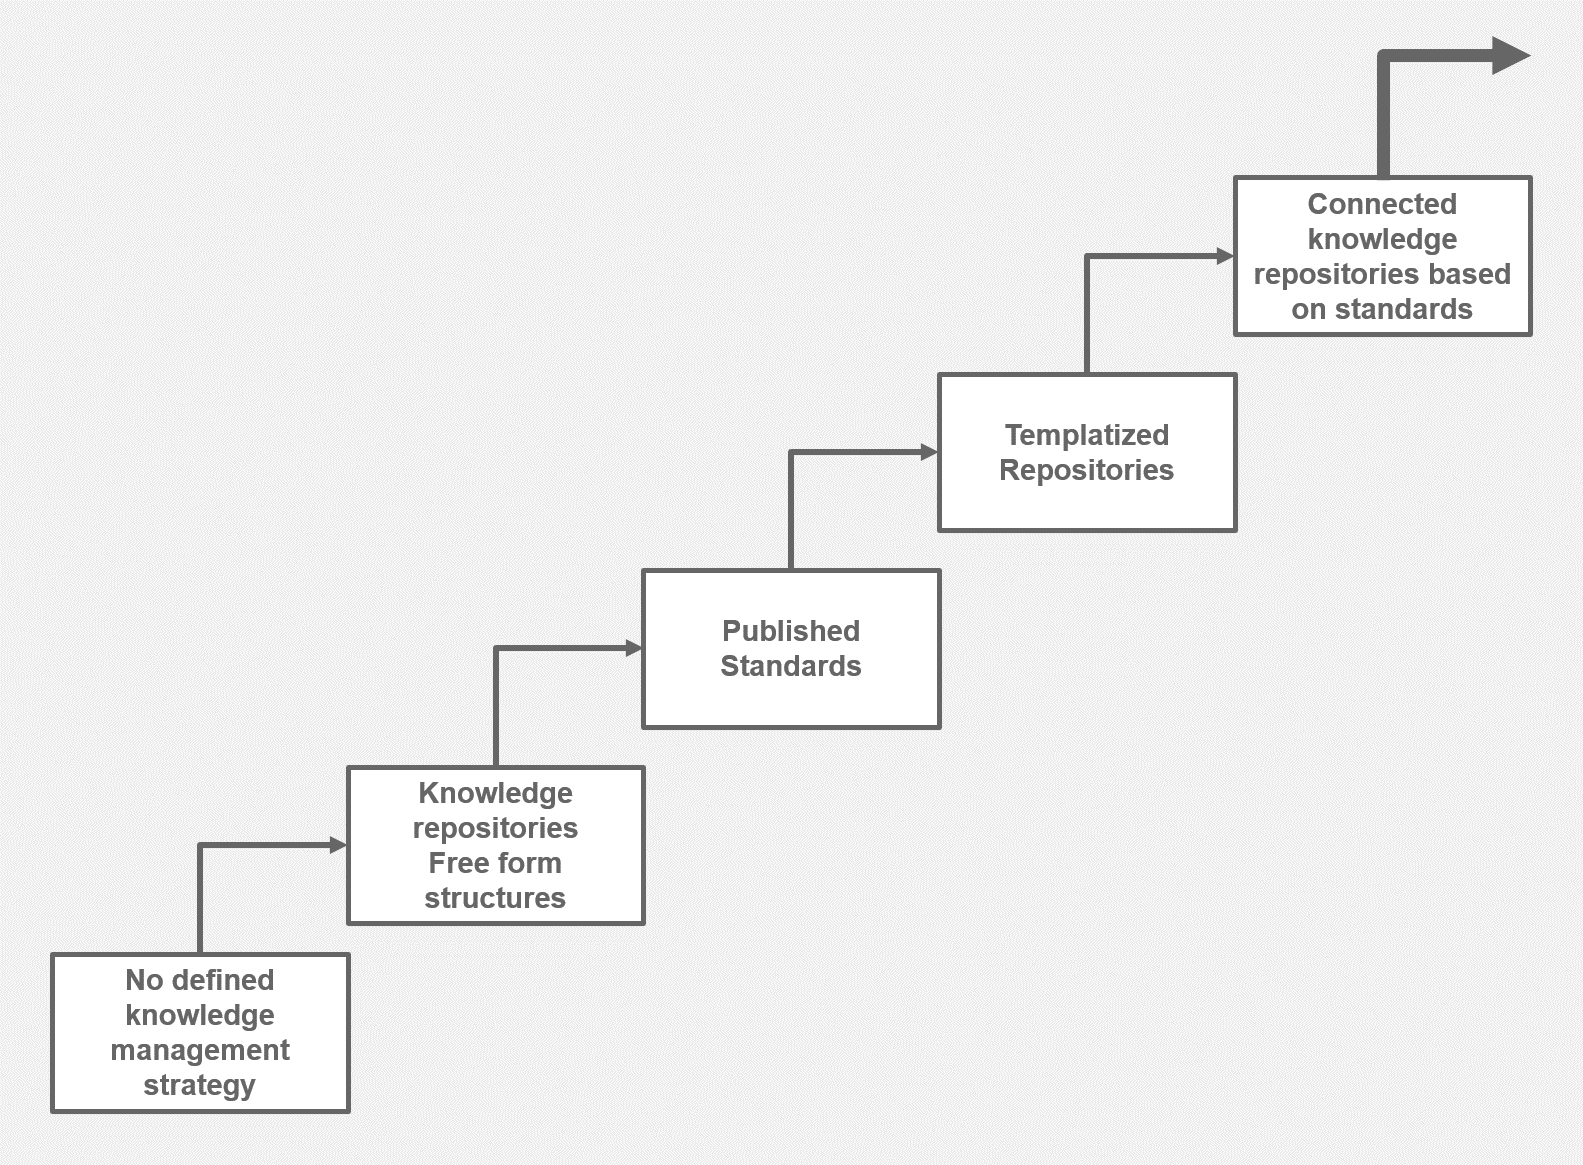 Connected
knowledge
repositories based
on standards
Templatized
Repositories
Published
Standards
Knowledge
repositories
Free form
structures
No defined
knowledge
management
strategy